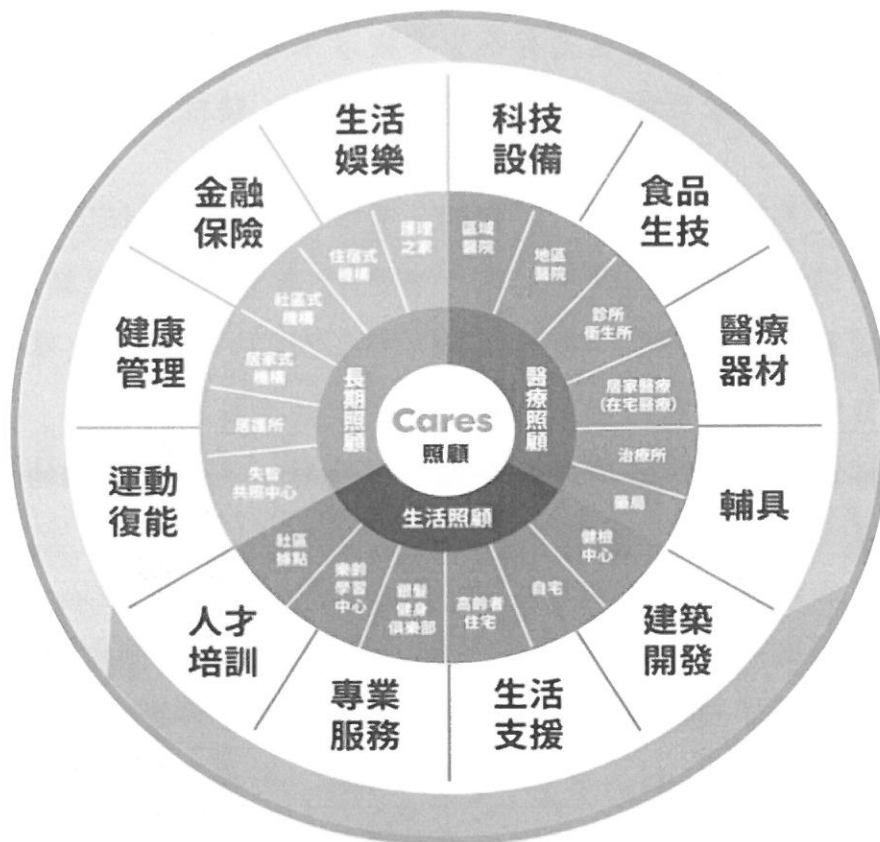 生活
娛樂
科技
設備
食品
生技
醫療
器材
輔具
建築
開發
生活
支援
專業
服務
人才
培訓
運動
復能
健康
管理
金融
保險
護理
之家
區域
醫院
地區
醫院
診所
衛生所
居家醫療
(在宅醫療)
治療所
藥局
健檢
中心
自宅
高齡者
住宅
銀髮
健身
俱樂部
樂齡
學習
中心
社區
據點
失智
共照中心
居護所
居家式
機構
社區式
機構
住宿式
機構
長期照顧
醫療照顧
生活照顧
Cares
照顧